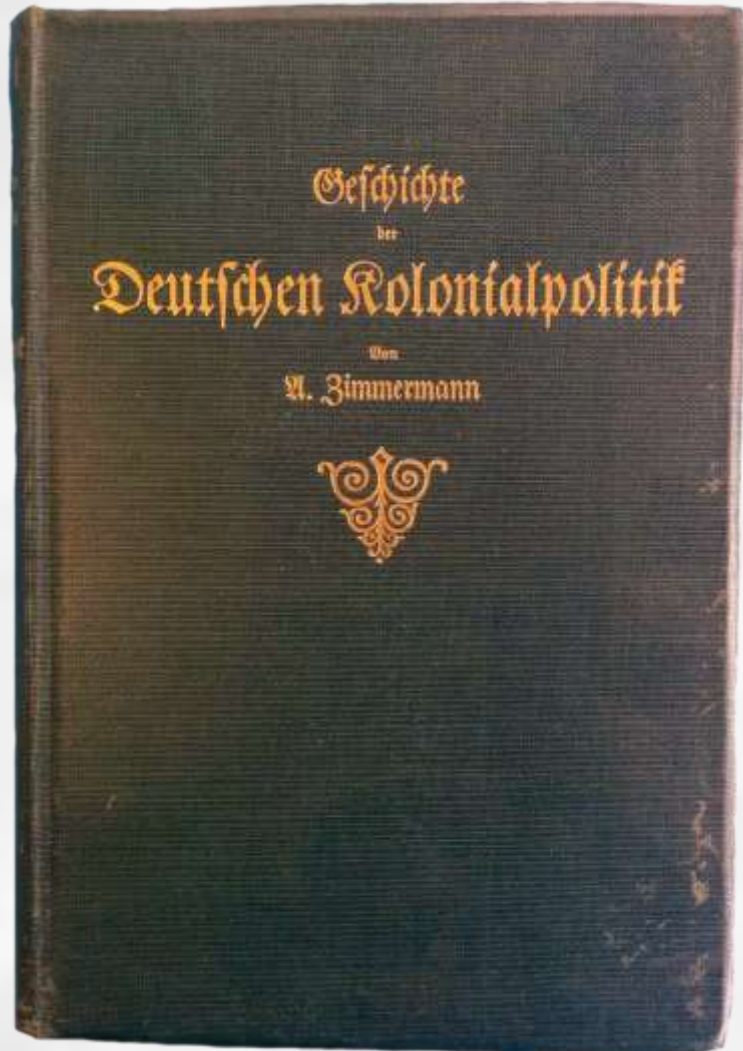 Geſchichte
der
Deutſchen Kolonialpolitik
Von
A. Zimmermann